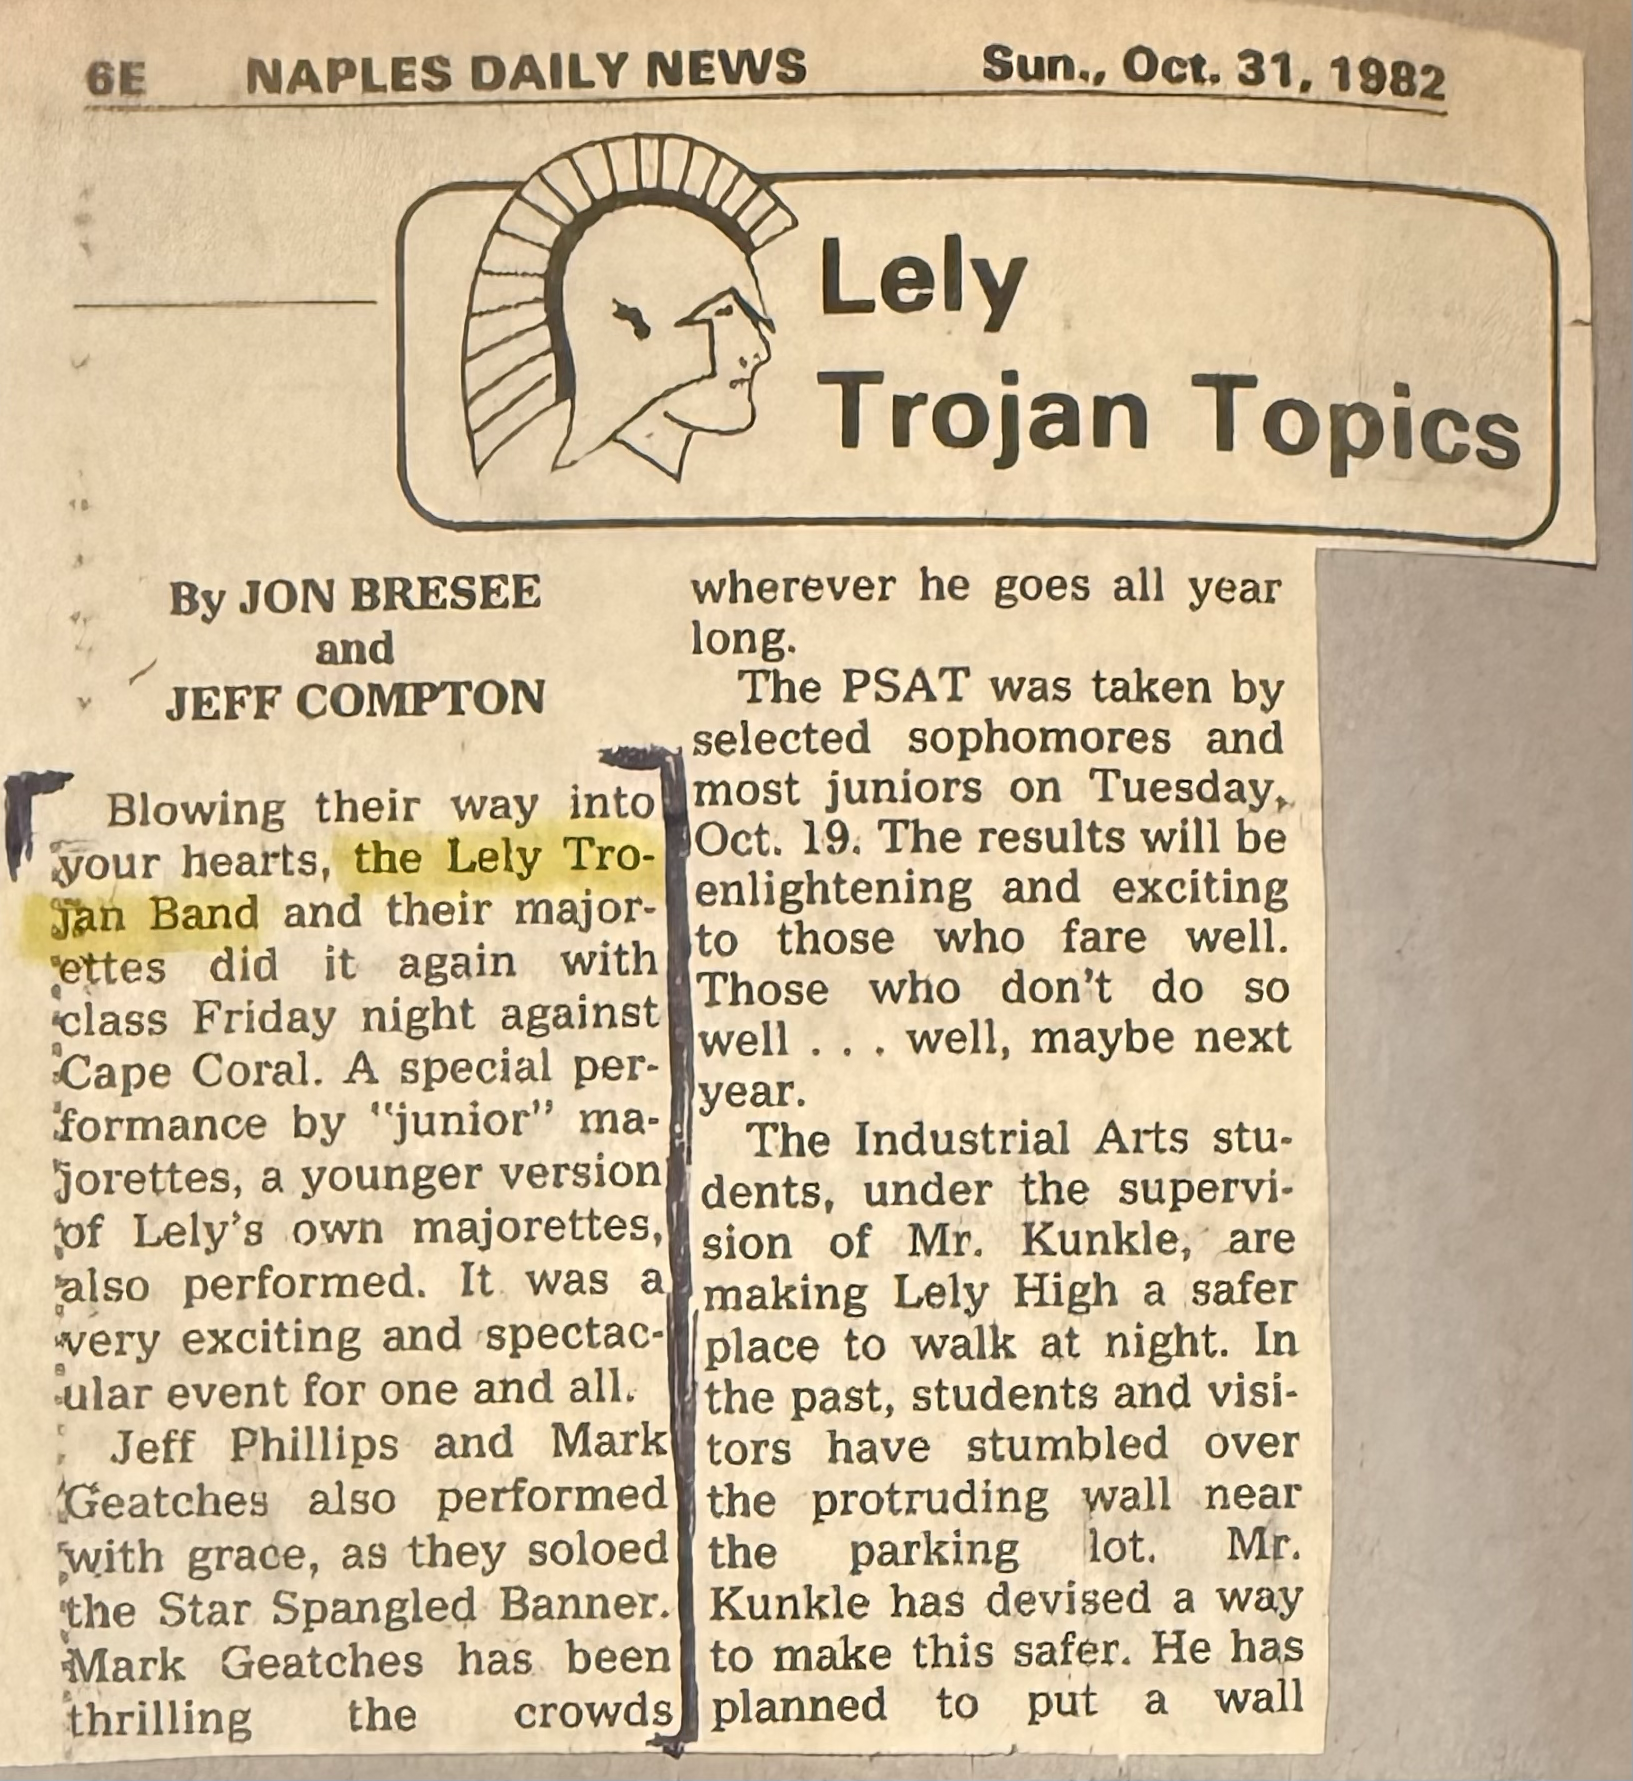 6E NAPLES DAILY NEWS Sun., Oct. 31, 1982
Lely
Trojan Topics
By JON BRESEE
and
JEFF COMPTON
Blowing their way into
your hearts, the Lely Tro-
jan Band and their major-
ettes did it again with
class Friday night against
Cape Coral. A special per-
formance by "junior" ma-
jorettes, a younger version
of Lely's own majorettes,
also performed. It was a
very exciting and spectac-
ular event for one and all.
Jeff Phillips and Mark
Geatches also performed
with grace, as they soloed
the Star Spangled Banner.
Mark Geatches has been
thrilling the crowds
wherever he goes all year
long.
The PSAT was taken by
selected sophomores and
most juniors on Tuesday,
Oct. 19. The results will be
enlightening and exciting
to those who fare well.
Those who don't do so
well . . . well, maybe next
year.
The Industrial Arts stu-
dents, under the supervi-
sion of Mr. Kunkle, are
making Lely High a safer
place to walk at night. In
the past, students and visi-
tors have stumbled over
the protruding wall near
the parking lot. Mr.
Kunkle has devised a way
to make this safer. He has
planned to put a wall